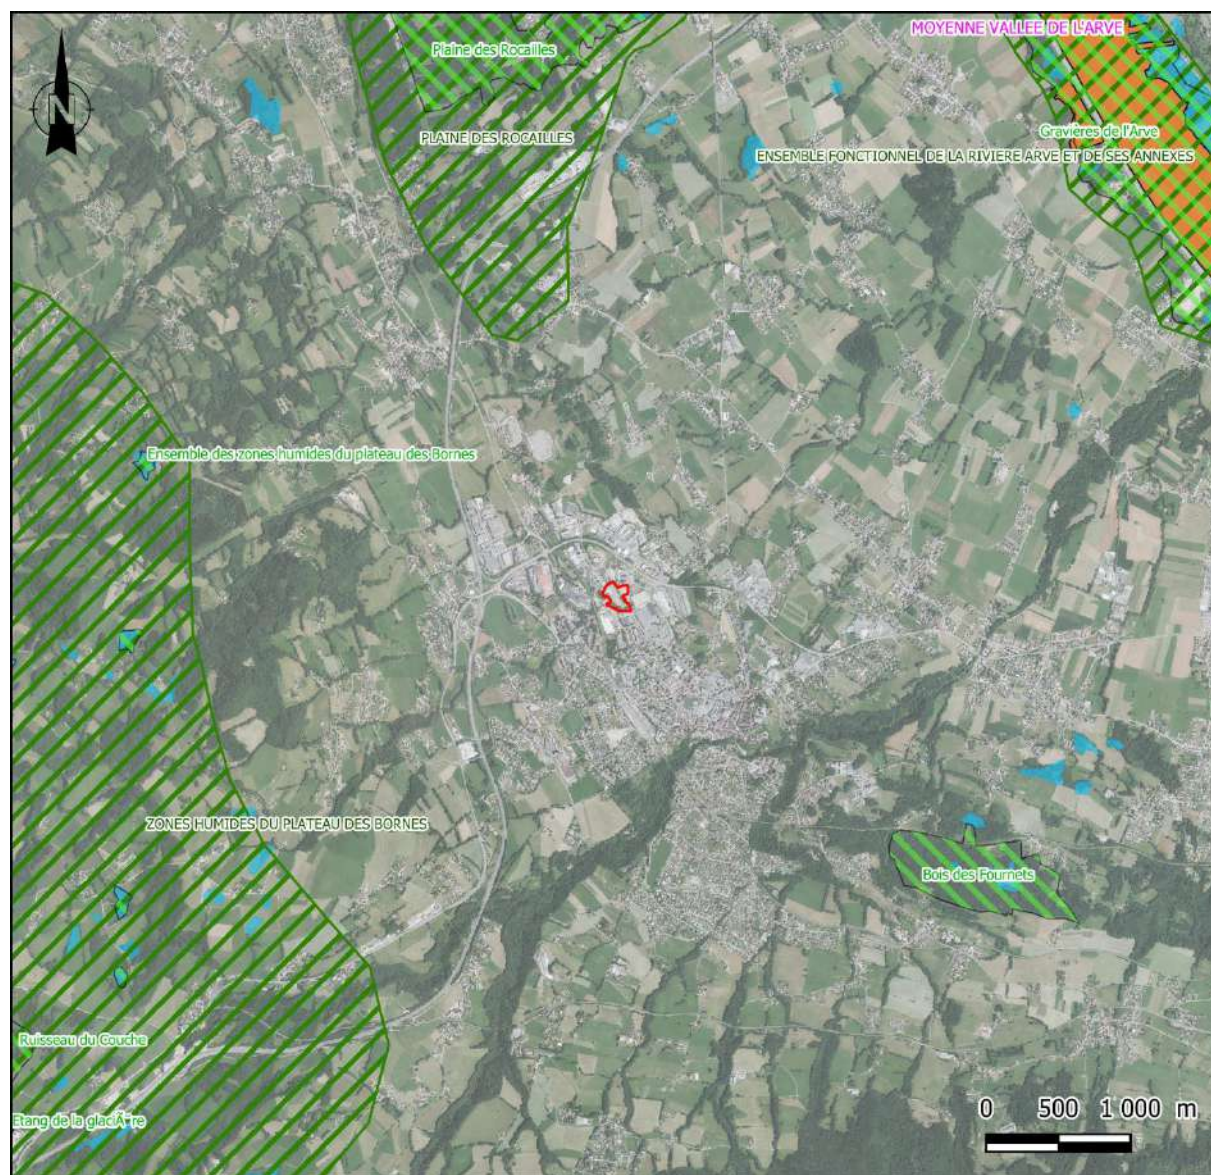 MOYENNE VALLEE DE L'ARVE
Plaine des Rocailles
N
PLAINE DES ROCAILLES
Gravières de l'Arve
ENSEMBLE FONCTIONNEL DE LA RIVIERE ARVE ET DE SES ANNEXES
Ensemble des zones humides du plateau des Bornes
ZONES HUMIDES DU PLATEAU DES BORNES
Bois des Fournets
Ruisseau du Couche
Etang de la glaciÃ¨re
0 500 1 000 m